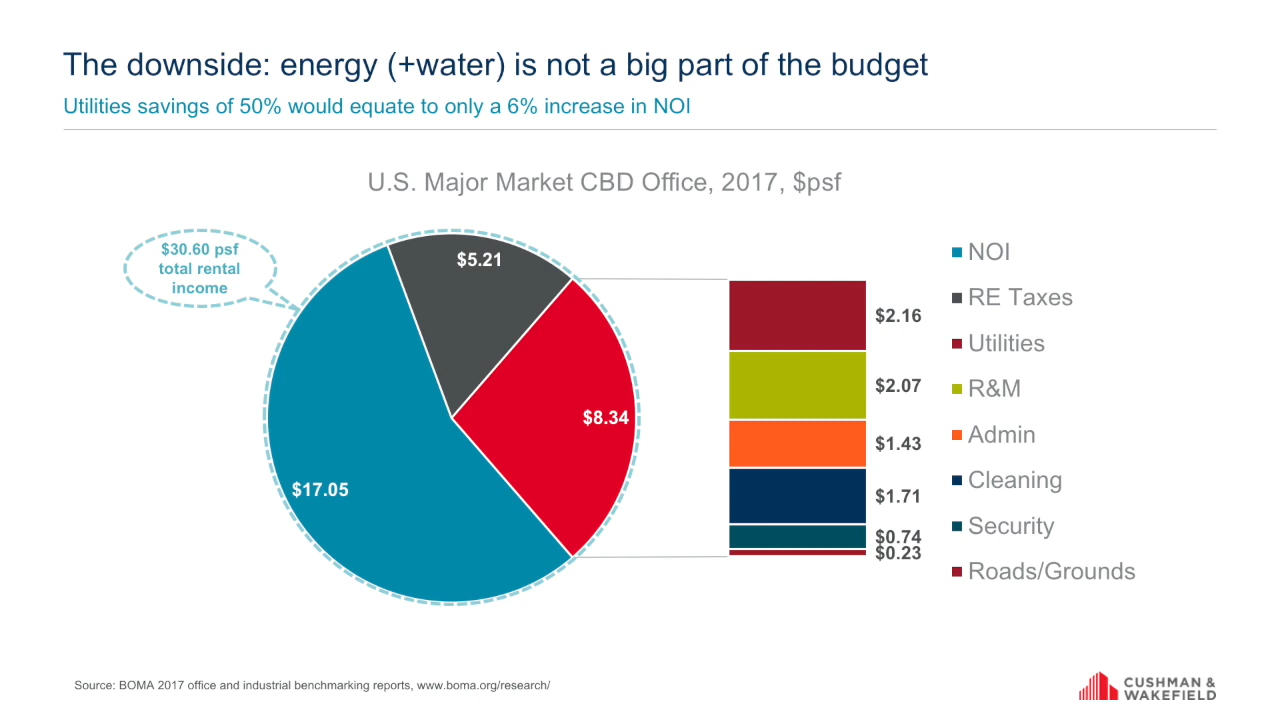 The downside: energy (+water) is not a big part of the budget
Utilities savings of 50% would equate to only a 6% increase in NOI
U.S. Major Market CBD Office, 2017, $psf
$30.60 psf
total rental
income
$5.21
$8.34
$17.05
$2.16
$2.07
$1.43
$1.71
$0.74
$0.23
NOI
RE Taxes
Utilities
R&M
Admin
Cleaning
Security
Roads/Grounds
Source: BOMA 2017 office and industrial benchmarking reports, www.boma.org/research/
CUSHMAN &
WAKEFIELD